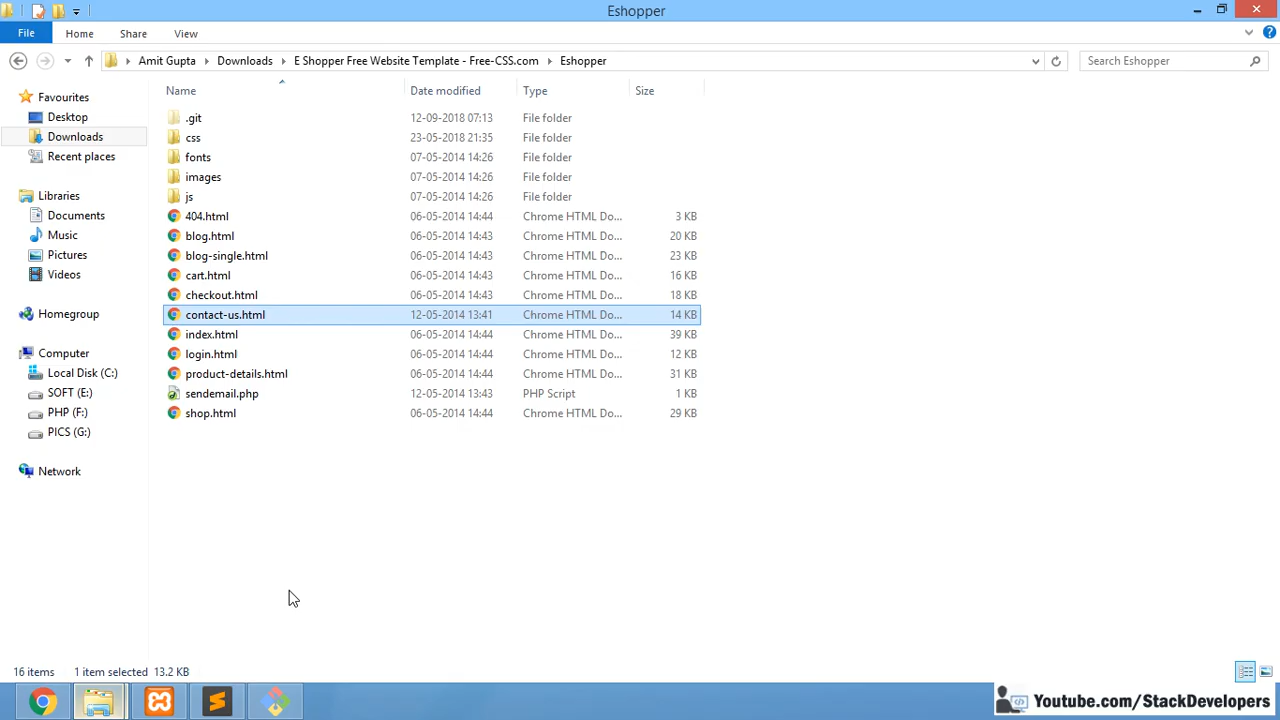 Eshopper
File Home Share View
Amit Gupta Downloads E Shopper Free Website Template - Free-CSS.com Eshopper Search Eshopper
Name Date modified Type Size
Favourites
Desktop
Downloads
Recent places
Libraries
Documents
Music
Pictures
Videos
Homegroup
Computer
Local Disk (C:)
SOFT (E:)
PHP (F:)
PICS (G:)
Network
.git 12-09-2018 07:13 File folder
css 23-05-2018 21:35 File folder
fonts 07-05-2014 14:26 File folder
images 07-05-2014 14:26 File folder
js 07-05-2014 14:26 File folder
404.html 06-05-2014 14:44 Chrome HTML Do... 3 KB
blog.html 06-05-2014 14:43 Chrome HTML Do... 20 KB
blog-single.html 06-05-2014 14:43 Chrome HTML Do... 23 KB
cart.html 06-05-2014 14:43 Chrome HTML Do... 16 KB
checkout.html 06-05-2014 14:43 Chrome HTML Do... 18 KB
contact-us.html 12-05-2014 13:41 Chrome HTML Do... 14 KB
index.html 06-05-2014 14:44 Chrome HTML Do... 39 KB
login.html 06-05-2014 14:44 Chrome HTML Do... 12 KB
product-details.html 06-05-2014 14:44 Chrome HTML Do... 31 KB
sendemail.php 12-05-2014 13:43 PHP Script 1 KB
shop.html 06-05-2014 14:44 Chrome HTML Do... 29 KB
16 items 1 item selected 13.2 KB
Youtube.com/StackDevelopers